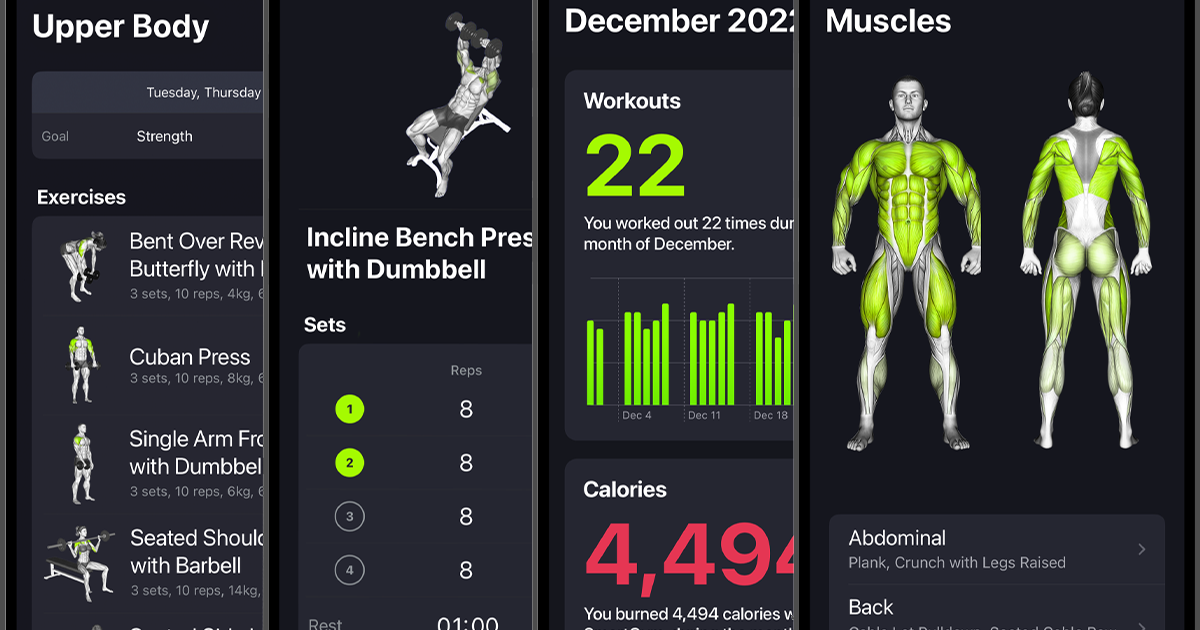 Upper Body
Tuesday, Thursday
Goal Strength
Exercises
Bent Over Rev
Butterfly with
3 sets, 10 reps, 4kg, 6
Cuban Press
3 sets, 10 reps, 8kg, 6
Single Arm Fro
with Dumbbel
3 sets, 10 reps, 6kg, 6
Seated Should
with Barbell
3 sets, 10 reps, 14kg,
Incline Bench Pres
with Dumbbell
Sets
Reps
1 8
2 8
3 8
4 8
Rest 01:00
December 2022
Workouts
22
You worked out 22 times dur
month of December.
Dec 4 Dec 11 Dec 18
Calories
4,494
You burned 4,494 calories w
Muscles
Abdominal
Plank, Crunch with Legs Raised
Back